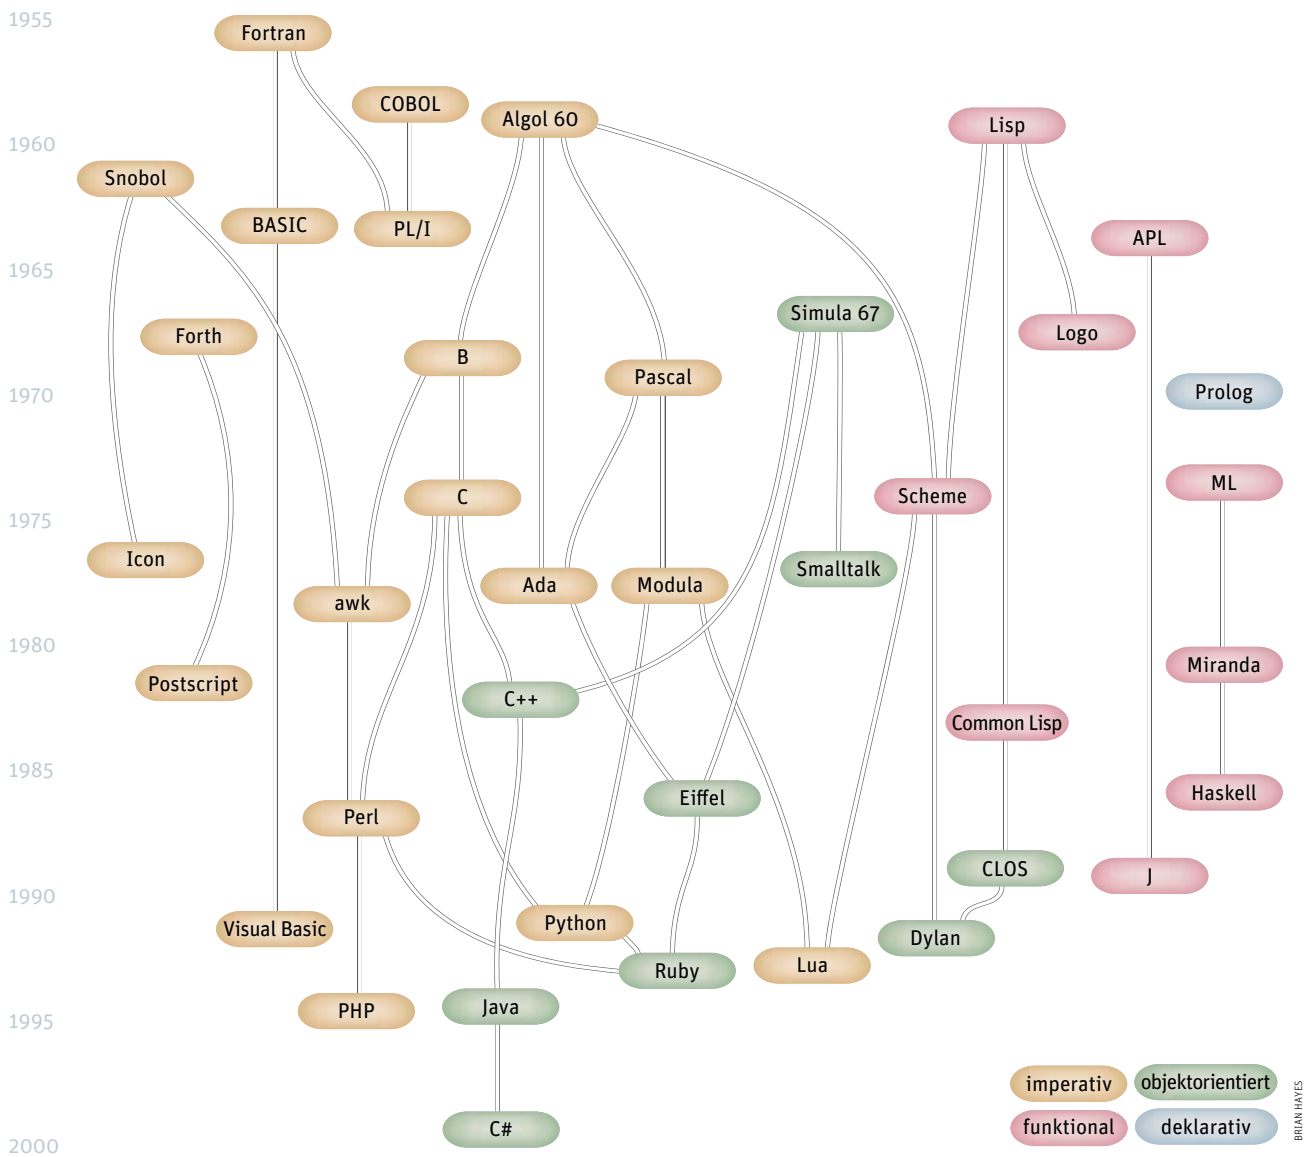 1955
Fortran
COBOL
Algol 60
Lisp
1960
Snobol
BASIC
PL/I
APL
1965
Simula 67
Forth
Logo
B
Pascal
1970
Prolog
ML
C
Scheme
1975
Icon
Smalltalk
Ada
Modula
awk
1980
Miranda
Postscript
C++
Common Lisp
1985
Haskell
Eiffel
Perl
CLOS
J
1990
Visual Basic
Python
Dylan
Lua
Ruby
Java
PHP
1995
imperativ
objektorientiert
funktional
deklarativ
C#
2000
BRIAN HAYES